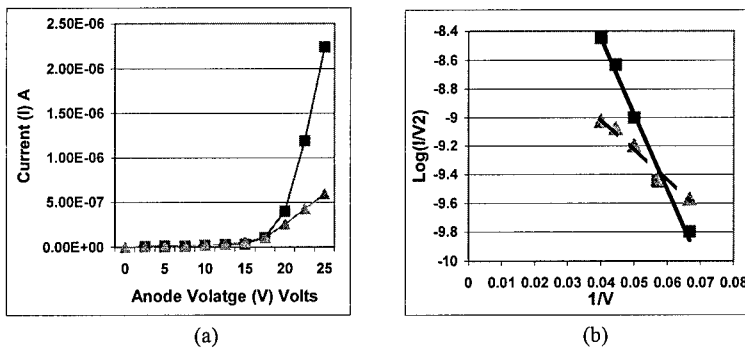 2.50E-06
2.00E-06
1.50E-06
1.00E-06
5.00E-07
0.00E+00
Current (I) A
0 5 10 15 20 25
Anode Volatge (V) Volts
(a)
-8.4
-8.6
-8.8
-9
-9.2
-9.4
-9.6
-9.8
-10
Log(I/V2)
0 0.01 0.02 0.03 0.04 0.05 0.06 0.07 0.08
1/V
(b)